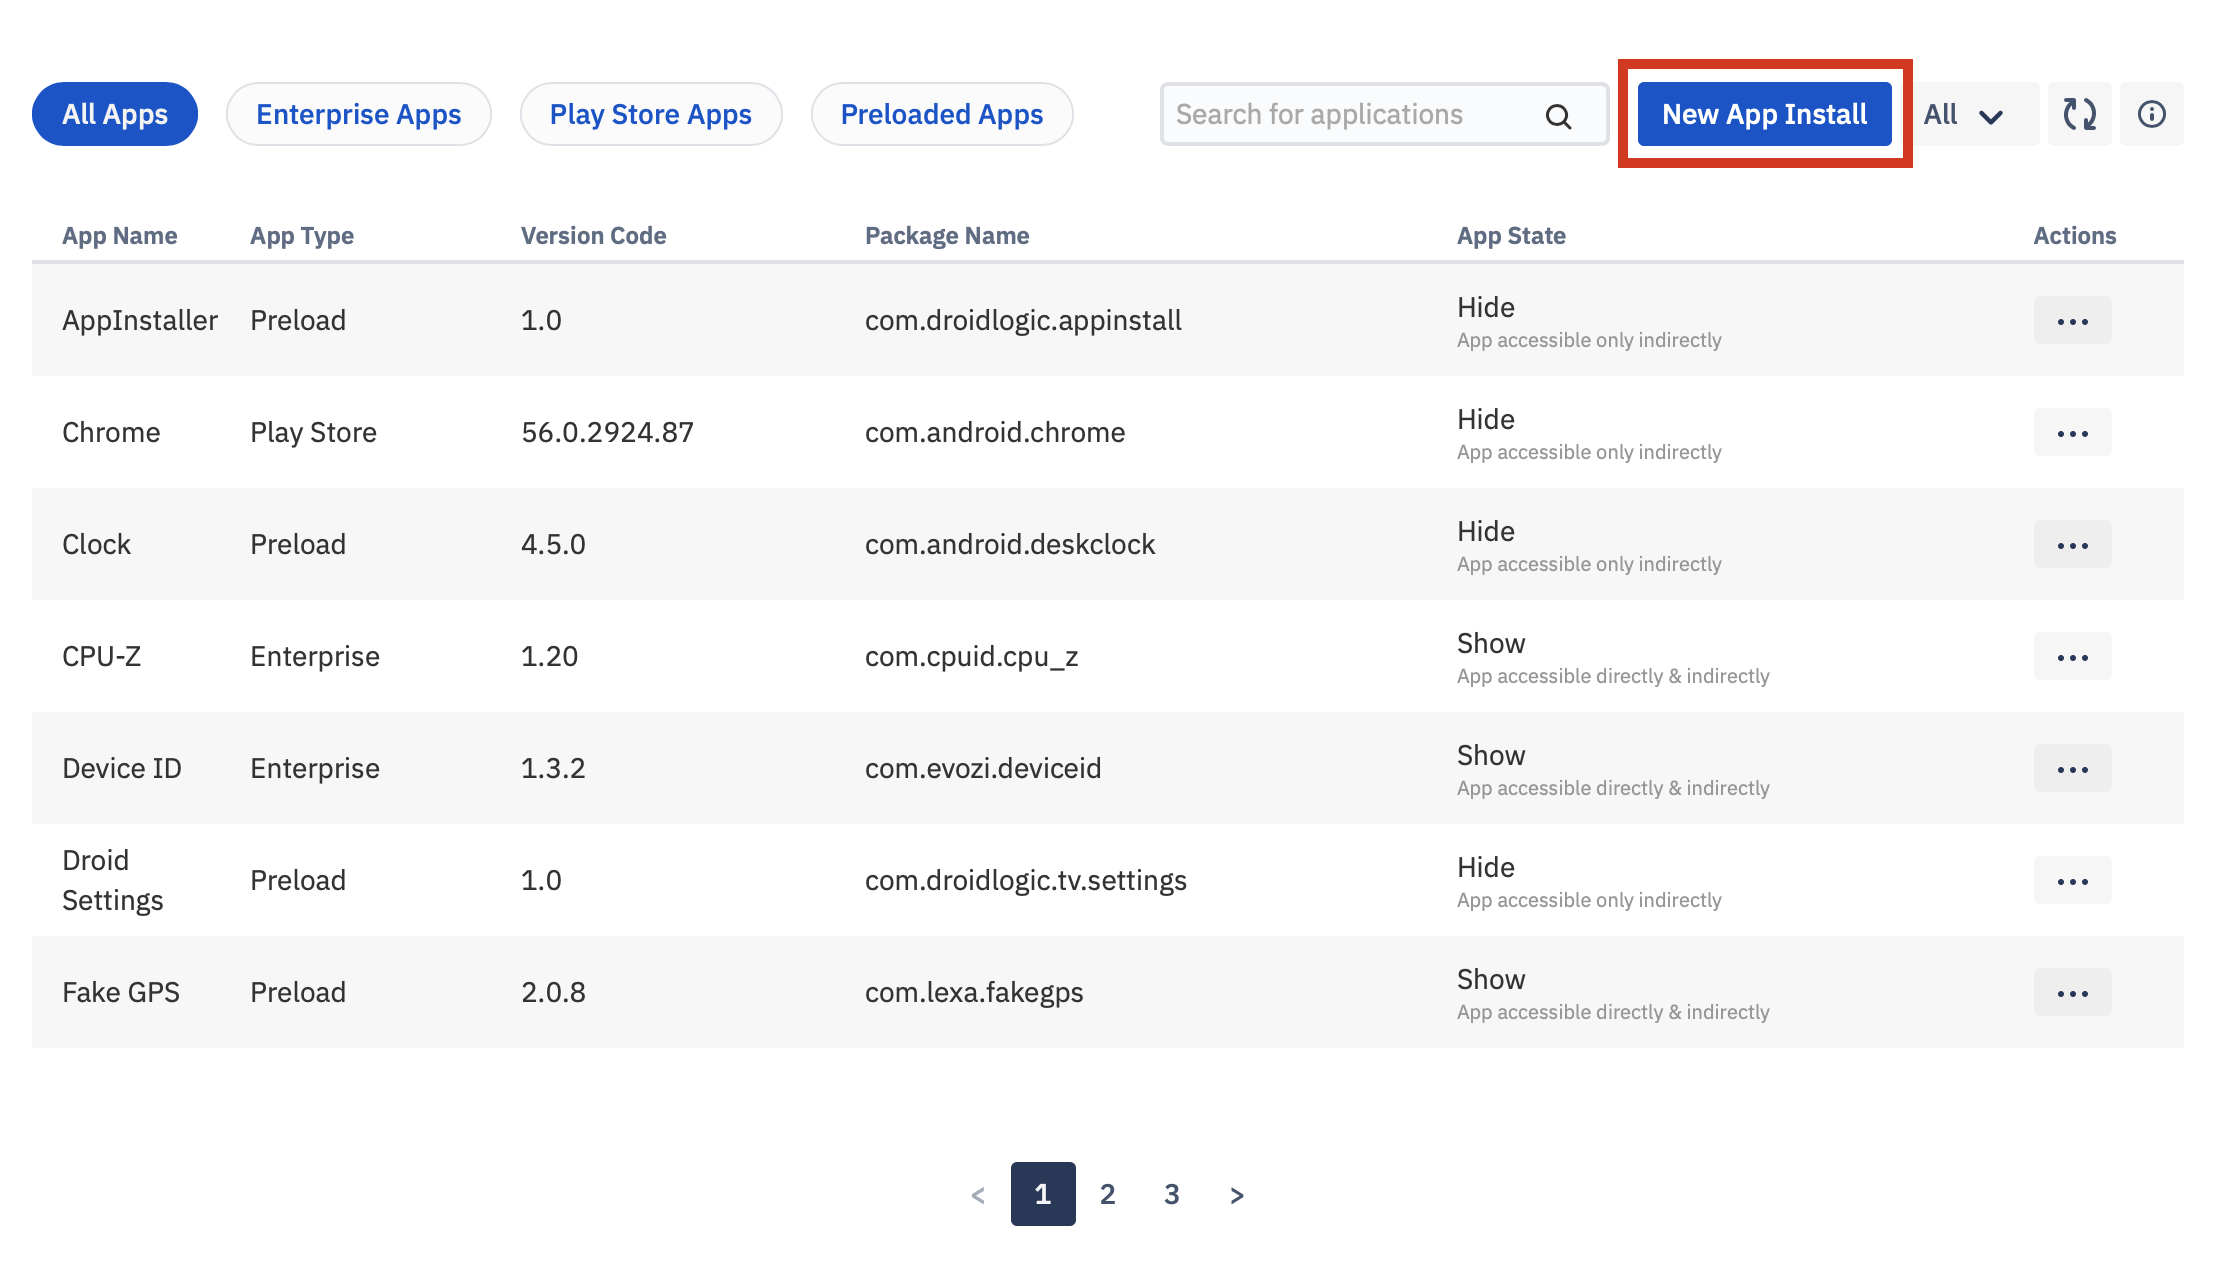 All Apps Enterprise Apps Play Store Apps Preloaded Apps Search for applications New App Install All
App Name App Type Version Code Package Name App State Actions
AppInstaller Preload 1.0 com.droidlogic.appinstall Hide
App accessible only indirectly
Chrome Play Store 56.0.2924.87 com.android.chrome Hide
App accessible only indirectly
Clock Preload 4.5.0 com.android.deskclock Hide
App accessible only indirectly
CPU-Z Enterprise 1.20 com.cpuid.cpu_z Show
App accessible directly & indirectly
Device ID Enterprise 1.3.2 com.evozi.deviceid Show
App accessible directly & indirectly
Droid
Settings Preload 1.0 com.droidlogic.tv.settings Hide
App accessible only indirectly
Fake GPS Preload 2.0.8 com.lexa.fakegps Show
App accessible directly & indirectly
< 1 2 3 >